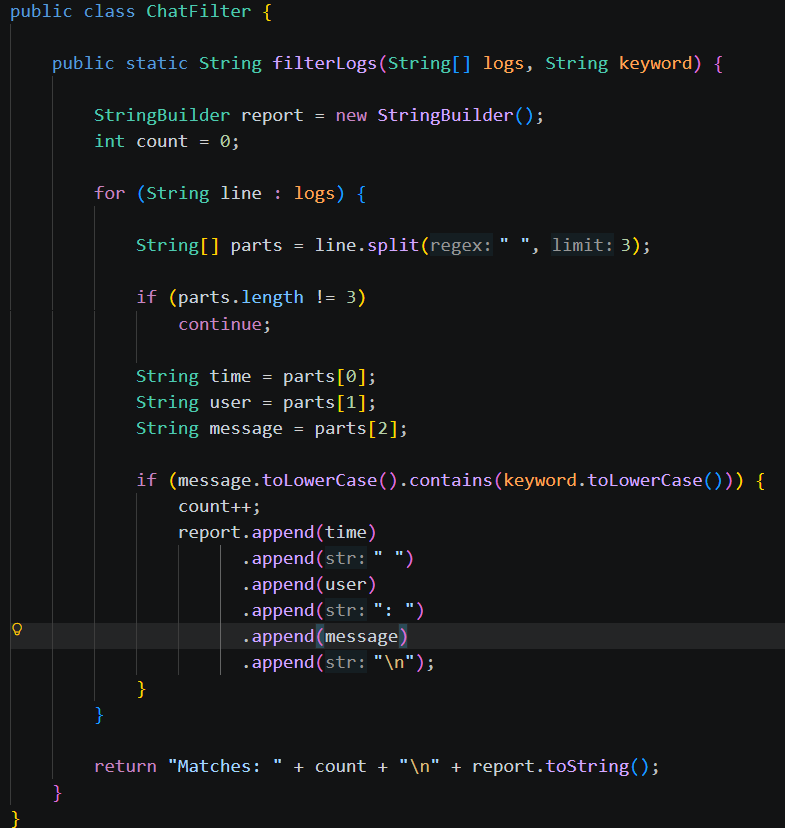 public class ChatFilter {
public static String filterLogs(String[] logs, String keyword) {
StringBuilder report = new StringBuilder();
int count = 0;
for (String line : logs) {
String[] parts = line.split(regex: " ", limit: 3);
if (parts.length != 3)
continue;
String time = parts[0];
String user = parts[1];
String message = parts[2];
if (message.toLowerCase().contains(keyword.toLowerCase())) {
count++;
report.append(time)
.append(str: " ")
.append(user)
.append(str: ": ")
.append(message)
.append(str: "\n");
}
}
return "Matches: " + count + "\n" + report.toString();
}
}